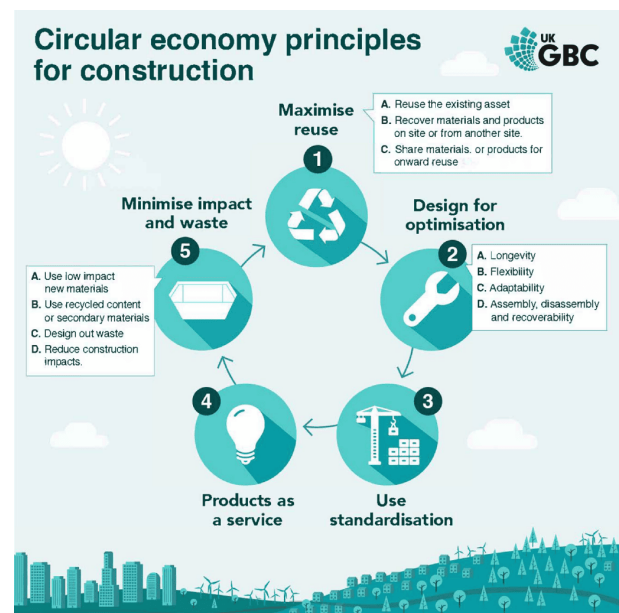 Circular economy principles
for construction
UK
GBC
Maximise
reuse
1
A. Reuse the existing asset
B. Recover materials and products
on site or from another site.
C. Share materials. or products for
onward reuse
Design for
optimisation
2
A. Longevity
B. Flexibility
C. Adaptability
D. Assembly, disassembly
and recoverability
3
Use
standardisation
4
Products as
a service
Minimise impact
and waste
5
A. Use low impact
new materials
B. Use recycled content
or secondary materials
C. Design out waste
D. Reduce construction
impacts.